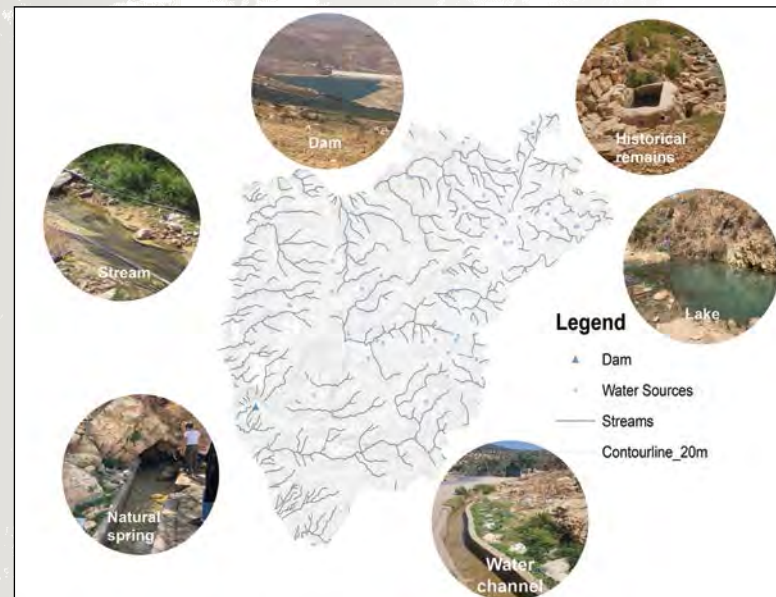 Dam
Historical
remains
Stream
Lake
Legend
Dam
Water Sources
Streams
Contourline_20m
Natural
spring
Water
channel